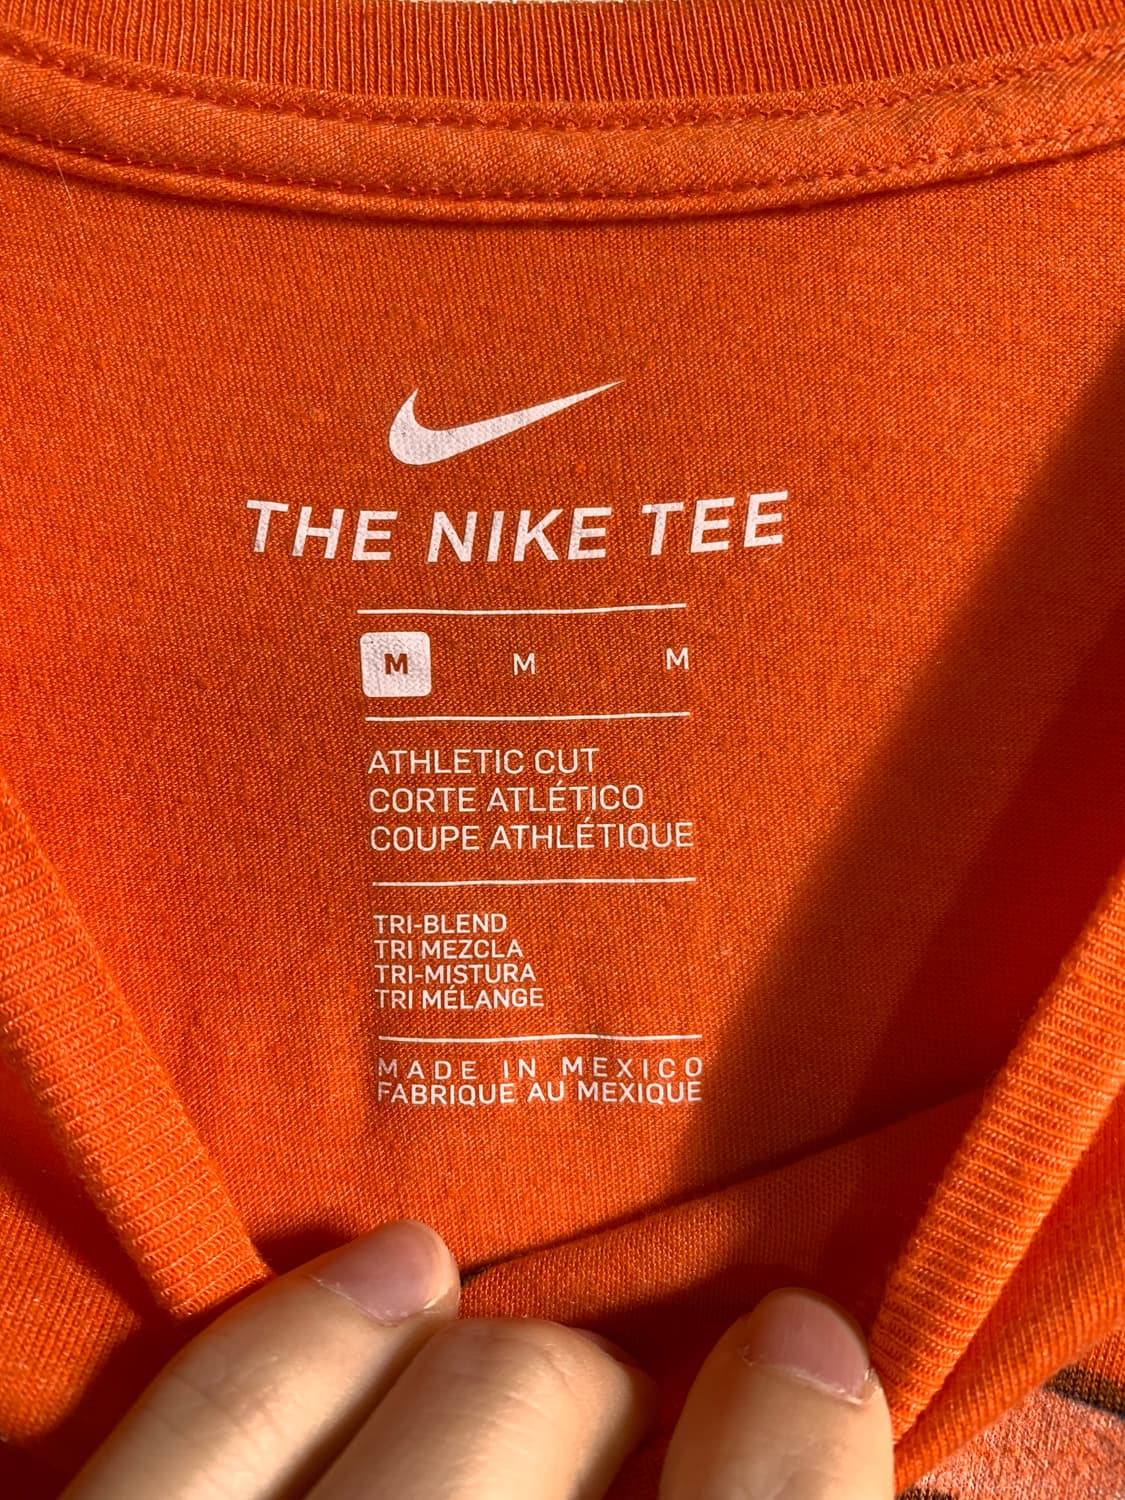 THE NIKE TEE
M M M
ATHLETIC CUT
CORTE ATLÉTICO
COUPE ATHLÉTIQUE
TRI-BLEND
TRI MEZCLA
TRI-MISTURA
TRI MÉLANGE
MADE IN MEXICO
FABRIQUE AU MEXIQUE